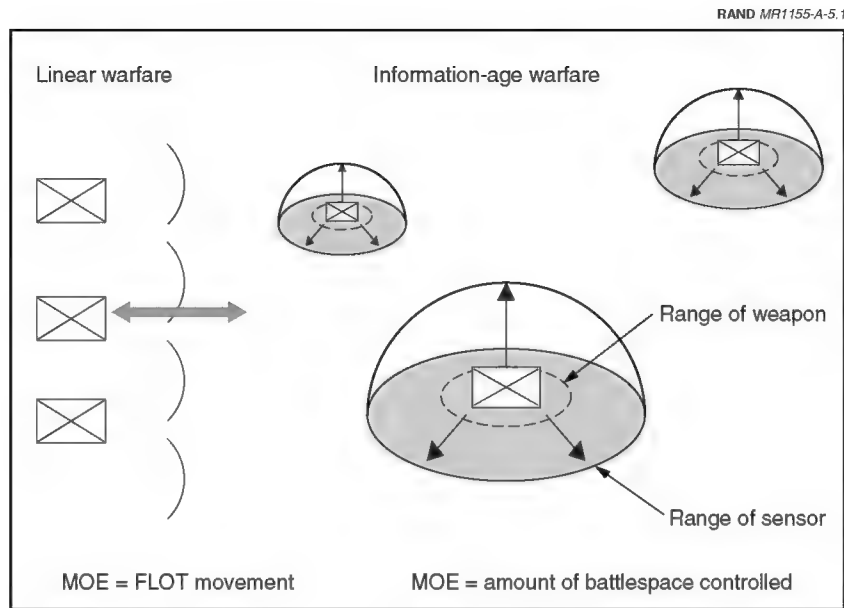 RAND MR1155-A-5.1
Linear warfare
Information-age warfare
Range of weapon
Range of sensor
MOE = FLOT movement
MOE = amount of battlespace controlled